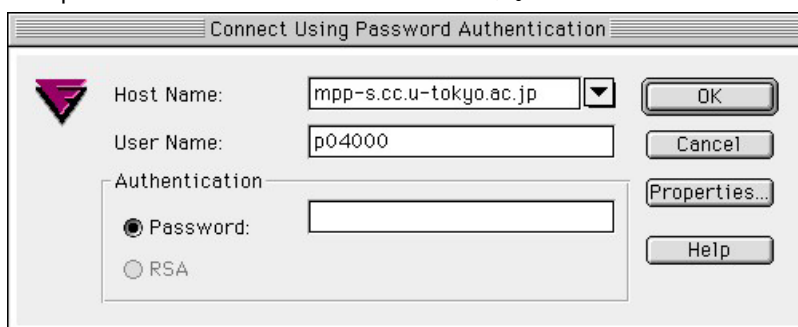 Connect Using Password Authentication
Host Name:
mpp-s.cc.u-tokyo.ac.jp
OK
User Name:
p04000
Cancel
Authentication
Properties...
Password:
Help
RSA